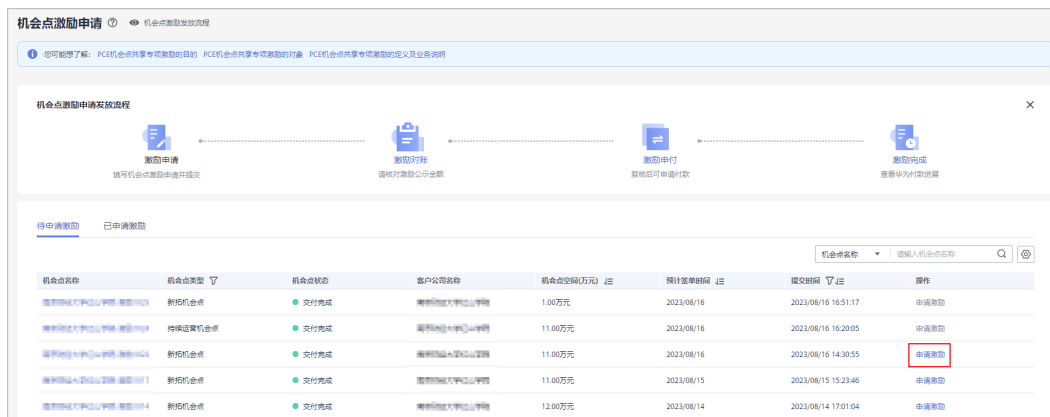 机会点激励申请 机会点激励发放流程
您可能想了解： PCE机会点共享专项激励的目的 PCE机会点共享专项激励的对象 PCE机会点共享专项激励的定义及业务说明
机会点激励申请发放流程
激励申请 激励对账 激励申付 激励完成
填写机会点激励申请并提交 请核对激励公示金额 复核后可申请付款 查看华为付款进展
待申请激励 已申请激励
机会点名称 请输入机会点名称
机会点名称 机会点类型 机会点状态 客户公司名称 机会点空间(万元) 预计签单时间 提交时间 操作
新拓机会点 交付完成 1.00万元 2023/08/16 2023/08/16 16:51:17 申请激励
持续运营机会点 交付完成 11.00万元 2023/08/16 2023/08/16 16:20:05 申请激励
新拓机会点 交付完成 11.00万元 2023/08/16 2023/08/16 14:30:55 申请激励
新拓机会点 交付完成 11.00万元 2023/08/15 2023/08/15 15:23:46 申请激励
新拓机会点 交付完成 12.00万元 2023/08/14 2023/08/14 17:01:04 申请激励